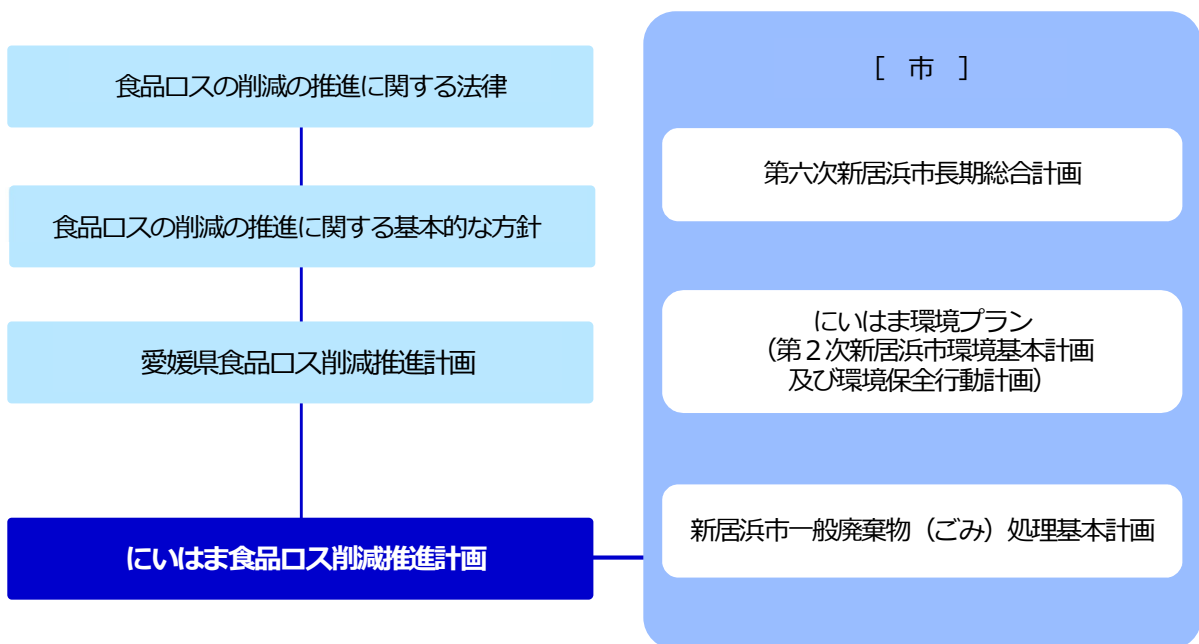 食品ロスの削減の推進に関する法律
食品ロスの削減の推進に関する基本的な方針
愛媛県食品ロス削減推進計画
にいはま食品ロス削減推進計画
［ 市 ］
第六次新居浜市長期総合計画
にいはま環境プラン
（第２次新居浜市環境基本計画
及び環境保全行動計画）
新居浜市一般廃棄物（ごみ）処理基本計画